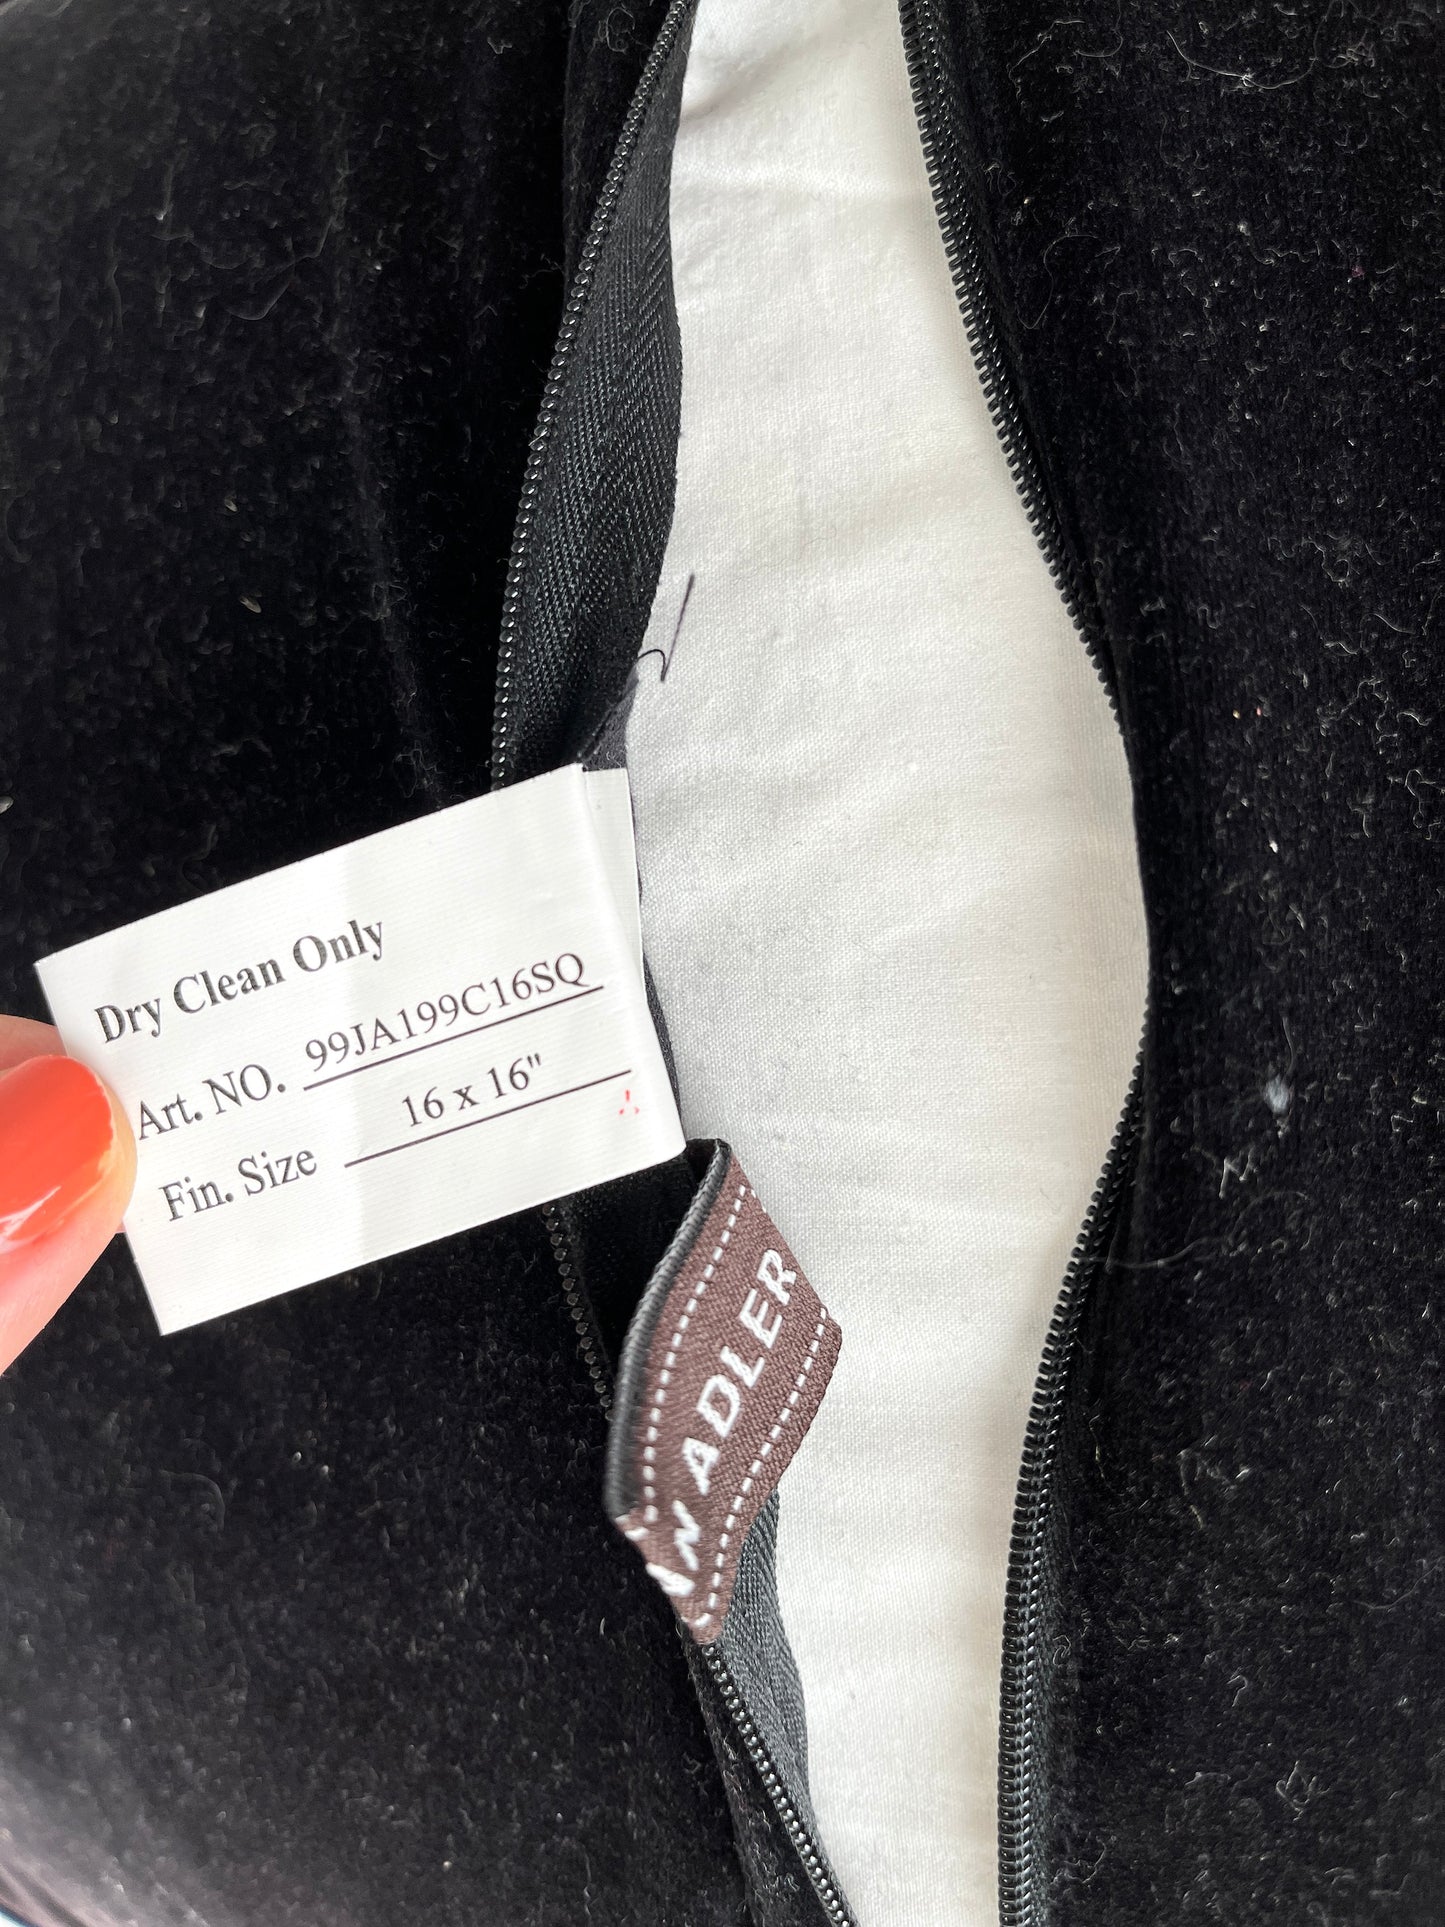 Dry Clean Only
Art. NO. 99JA199C16SQ
Fin. Size 16 x 16"
ADLER